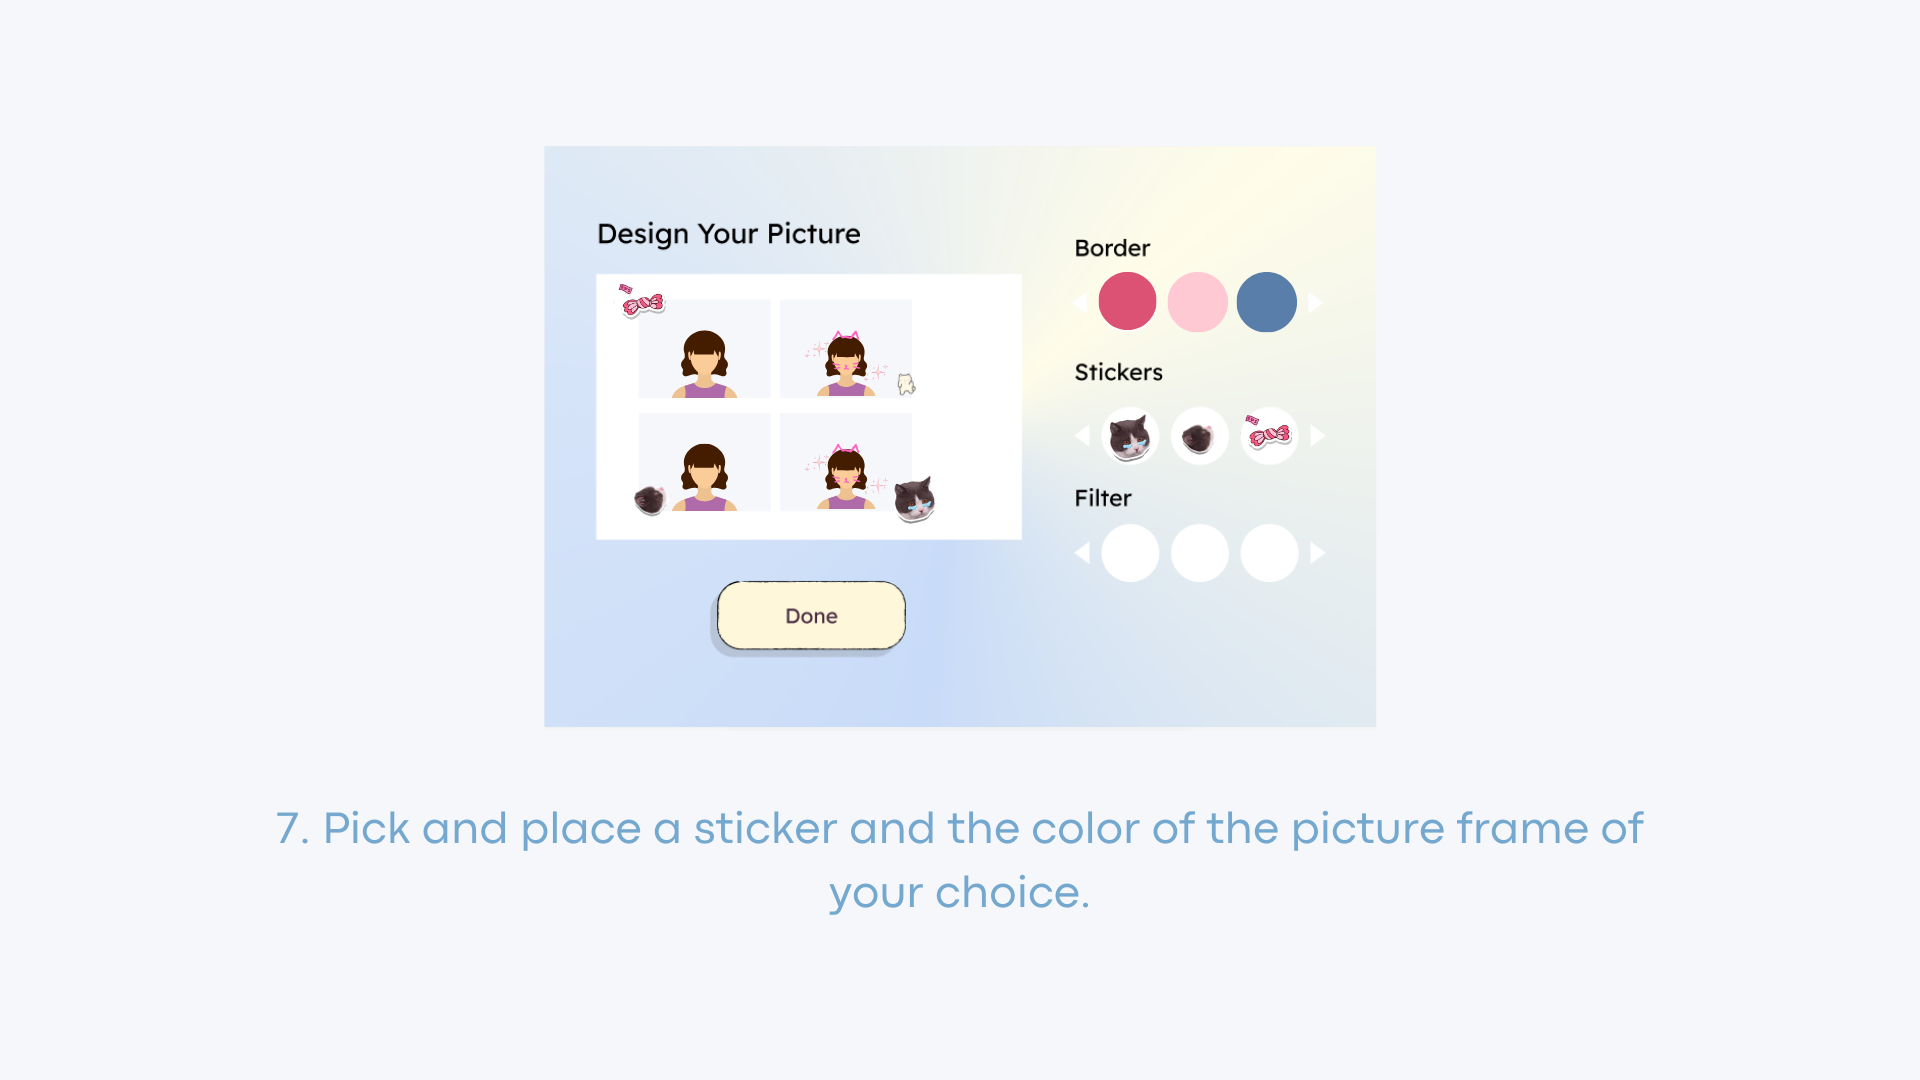 Design Your Picture
Border
Stickers
Filter
Done
7. Pick and place a sticker and the color of the picture frame of
your choice.